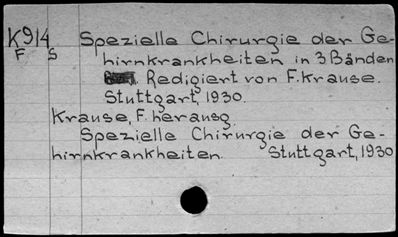 K914 Spezielle Chirurgie der Ge-
F S hirnkrankheiten in 3 Bänden
Redigiert von F. Krause.
Stuttgart, 1930.
Krause, F. herausg.
Spezielle Chirurgie der Ge-
hirnkrankheiten. Stuttgart, 1930